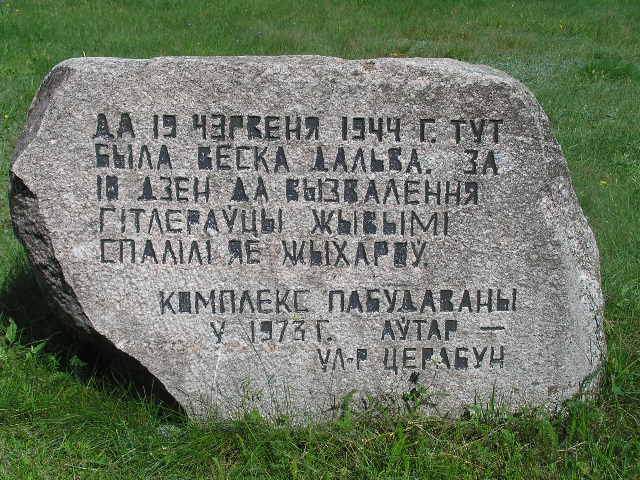 ДА 19 ЧЭРВЕНЯ 1944 Г. ТУТ
БЫЛА ВЕСКА ДАЛЬВА. ЗА
10 ДЗЕН ДА ВЫЗВАЛЕННЯ
ГІТЛЕРАЎЦЫ ЖЫВЫМІ
СПАЛІЛІ ЯЕ ЖЫХАРОЎ.
КОМПЛЕКС ПАБУДАВАНЫ
У 1973 Г. АЎТАР —
УЛ-Р ЦЕРАБУН